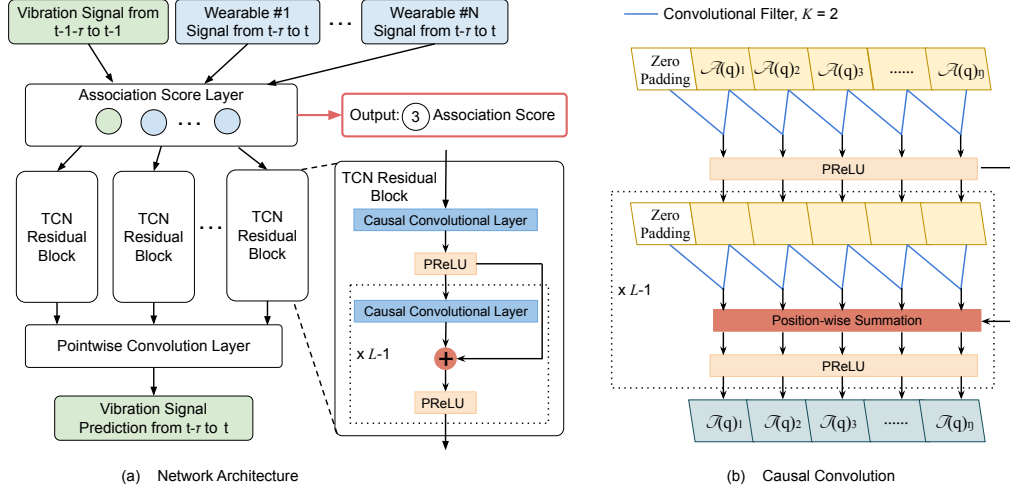 Vibration Signal from
t-1-τ to t-1
Wearable #1
Signal from t-τ to t
...
Wearable #N
Signal from t-τ to t
Association Score Layer
...
Output: 3 Association Score
TCN
Residual
Block
TCN
Residual
Block
...
TCN
Residual
Block
Pointwise Convolution Layer
Vibration Signal
Prediction from t-τ to t
TCN Residual
Block
Causal Convolutional Layer
PReLU
Causal Convolutional Layer
x L-1
+
PReLU
(a) Network Architecture
Convolutional Filter, K = 2
Zero
Padding
𝒜(q)₁
𝒜(q)₂
𝒜(q)₃
......
𝒜(q)ŋ
PReLU
Zero
Padding
x L-1
Position-wise Summation
PReLU
𝒯(q)₁
𝒯(q)₂
𝒯(q)₃
......
𝒯(q)ŋ
(b) Causal Convolution